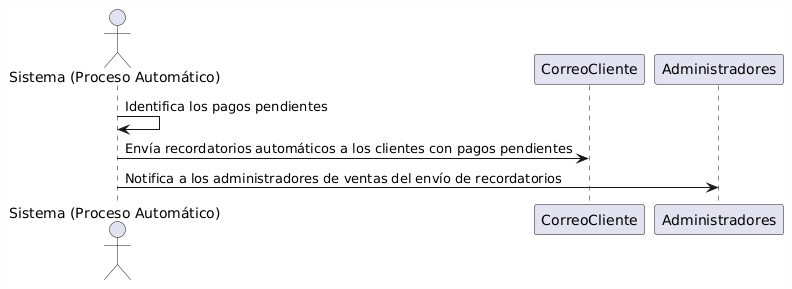 Sistema (Proceso Automático)
CorreoCliente
Administradores
Identifica los pagos pendientes
Envía recordatorios automáticos a los clientes con pagos pendientes
Notifica a los administradores de ventas del envío de recordatorios
Sistema (Proceso Automático)
CorreoCliente
Administradores